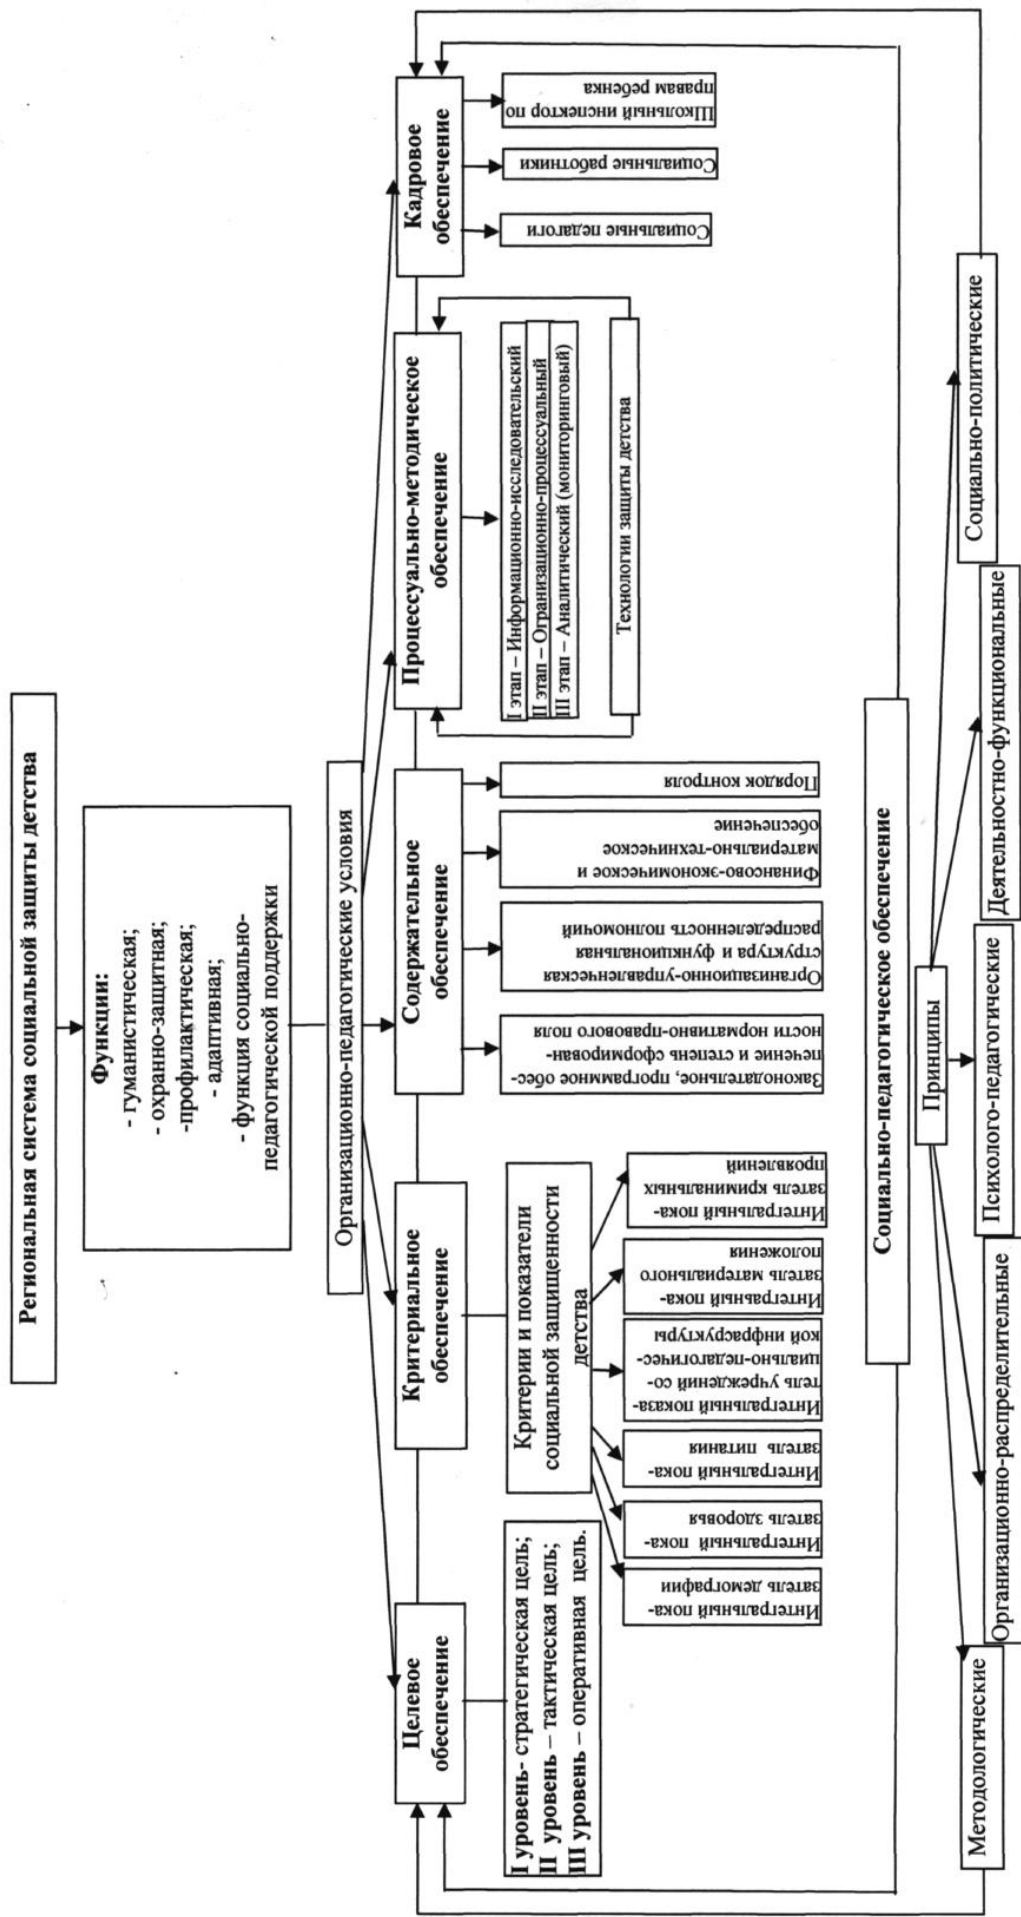 Региональная система социальной защиты детства
Функции:
- гуманистическая;
- охранно-защитная;
-профилактическая;
- адаптивная;
- функция социально-
педагогической поддержки
Организационно-педагогические условия
Целевое
обеспечение
Критериальное
обеспечение
Содержательное
обеспечение
Процессуально-методическое
обеспечение
Кадровое
обеспечение
I уровень- стратегическая цель;
II уровень – тактическая цель;
III уровень – оперативная цель.
Критерии и показатели
социальной защищенности
детства
Интегральный пока-
затель демографии
Интегральный пока-
затель здоровья
Интегральный пока-
затель питания
Интегральный показа-
тель учреждений со-
циально-педагогичес-
кой инфрасруктуры
Интеграьный пока-
затель материального
положения
Интегральный пока-
затель криминальных
проявлений
Законодательное, программное обес-
печение и степень сформирован-
ности нормативно-правового поля
Организационно-управленческая
структура и функциональная
распределенность полномочий
Финансово-экономическое и
материально-техническое
обеспечение
Порядок контроля
I этап – Информационно-исследовательский
II этап – Огранизационно-процессуальный
III этап – Аналитический (мониторинговый)
Технологии защиты детства
Социальные педагоги
Социальные работники
Школьный инспектор по
правам ребенка
Социально-педагогическое обеспечение
Принципы
Методологические
Организационно-распределительные
Психолого-педагогические
Деятельностно-функциональные
Социально-политические